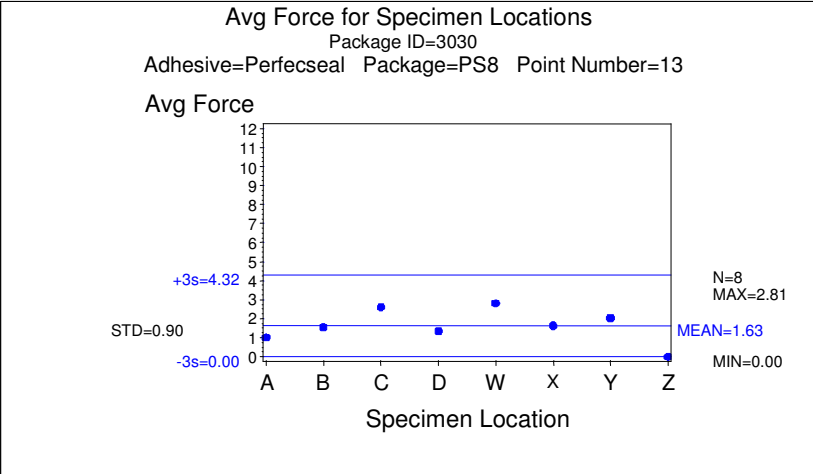 Avg Force for Specimen Locations
Package ID=3030
Adhesive=Perfecseal Package=PS8 Point Number=13
Avg Force
12
11
10
9
8
7
6
5
4
3
2
1
0
+3s=4.32
STD=0.90
-3s=0.00
N=8
MAX=2.81
MEAN=1.63
MIN=0.00
A B C D W X Y Z
Specimen Location